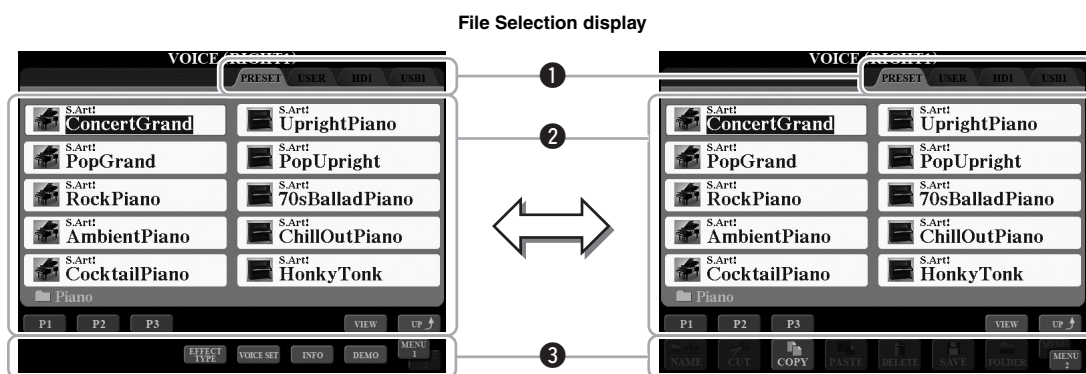 File Selection display
VOICE (RIGHT1)
PRESET USER HD1 USB1
S.Art!
ConcertGrand
S.Art!
UprightPiano
S.Art!
PopGrand
S.Art!
PopUpright
S.Art!
RockPiano
S.Art!
70sBalladPiano
S.Art!
AmbientPiano
S.Art!
ChillOutPiano
S.Art!
CocktailPiano
S.Art!
HonkyTonk
Piano
P1 P2 P3 VIEW UP
EFFECT TYPE VOICE SET INFO DEMO MENU 1
1
2
3
VOICE (RIGHT1)
PRESET USER HD1 USB1
S.Art!
ConcertGrand
S.Art!
UprightPiano
S.Art!
PopGrand
S.Art!
PopUpright
S.Art!
RockPiano
S.Art!
70sBalladPiano
S.Art!
AmbientPiano
S.Art!
ChillOutPiano
S.Art!
CocktailPiano
S.Art!
HonkyTonk
Piano
P1 P2 P3 VIEW UP
NAME CUT COPY PASTE DELETE SAVE FOLDER MENU 2